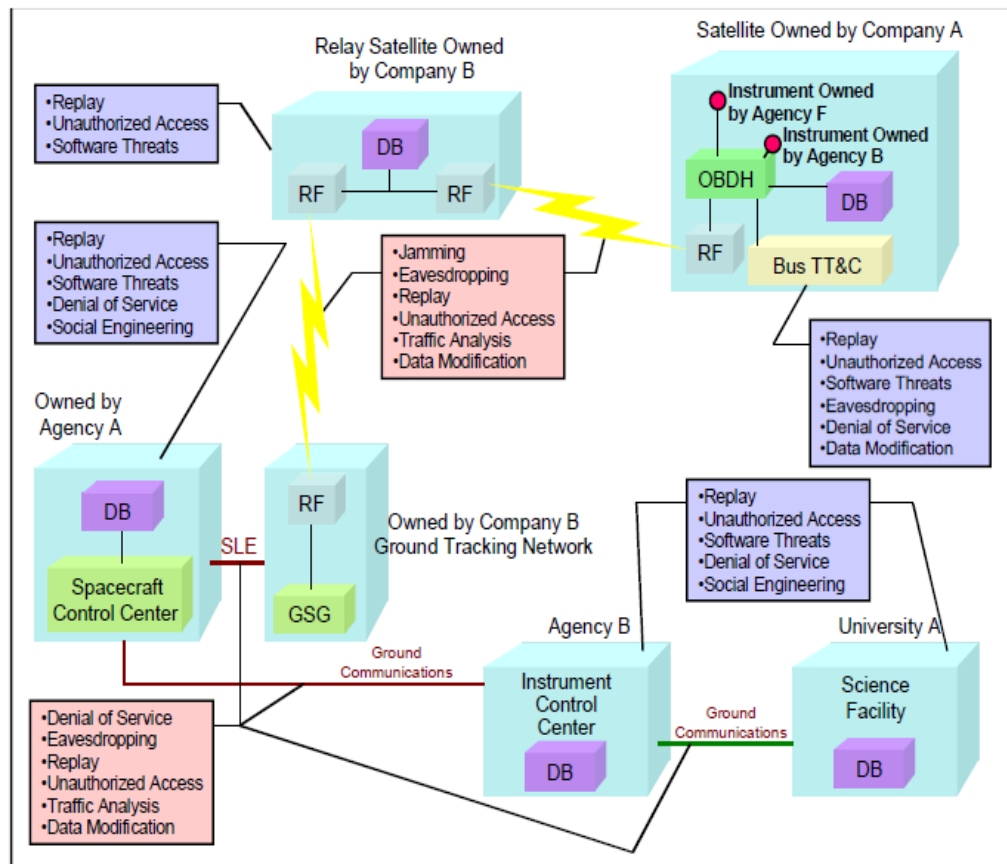 Relay Satellite Owned
by Company B
Satellite Owned by Company A
•Replay
•Unauthorized Access
•Software Threats
DB
RF
RF
Instrument Owned
by Agency F
Instrument Owned
by Agency B
OBDH
DB
RF
Bus TT&C
•Replay
•Unauthorized Access
•Software Threats
•Denial of Service
•Social Engineering
•Jamming
•Eavesdropping
•Replay
•Unauthorized Access
•Traffic Analysis
•Data Modification
•Replay
•Unauthorized Access
•Software Threats
•Eavesdropping
•Denial of Service
•Data Modification
Owned by
Agency A
DB
Spacecraft
Control Center
SLE
RF
GSG
Owned by Company B
Ground Tracking Network
•Replay
•Unauthorized Access
•Software Threats
•Denial of Service
•Social Engineering
Ground
Communications
Agency B
Instrument
Control
Center
DB
Ground
Communications
University A
Science
Facility
DB
•Denial of Service
•Eavesdropping
•Replay
•Unauthorized Access
•Traffic Analysis
•Data Modification